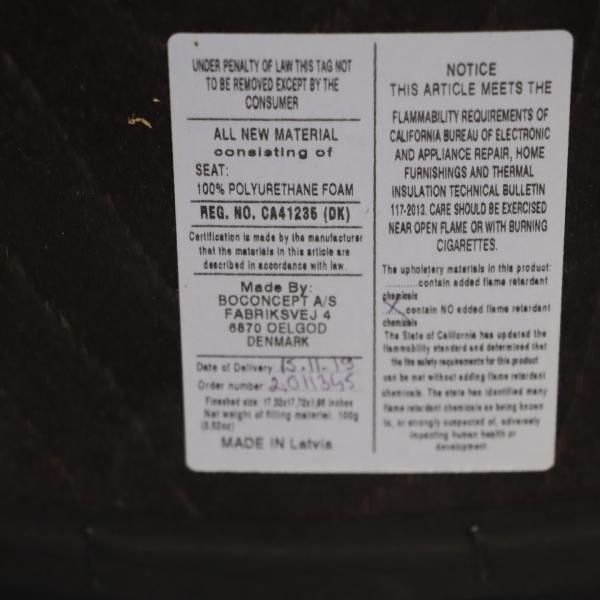 UNDER PENALTY OF LAW THIS TAG NOT
TO BE REMOVED EXCEPT BY THE
CONSUMER
ALL NEW MATERIAL
consisting of
SEAT:
100% POLYURETHANE FOAM
REG. NO. CA41235 (DK)
Certification is made by the manufacturer
that the materials in this article are
described in accordance with law.
Made By:
BOCONCEPT A/S
FABRIKSVEJ 4
6870 OELGOD
DENMARK
Date of Delivery: 15.11.19
Order number: 2011345
Fineshed size: 17,32x17,72x1,96 inches
Net weight of filling material: 100g
(3.52oz)
MADE IN Latvia
NOTICE
THIS ARTICLE MEETS THE
FLAMMABILITY REQUIREMENTS OF
CALIFORNIA BUREAU OF ELECTRONIC
AND APPLIANCE REPAIR, HOME
FURNISHINGS AND THERMAL
INSULATION TECHNICAL BULLETIN
117-2013. CARE SHOULD BE EXERCISED
NEAR OPEN FLAME OR WITH BURNING
CIGARETTES.
The upholstery materials in this product:
.........contain added flame retardant
chemicals
X contain NO added flame retardant
chemicals
The State of California has updated the
flammability standard and determined that
the fire safety requirements for this product
can be met without adding flame retardant
chemicals. The state has identified many
flame retardant chemicals as being known
to, or strongly suspected of, adversely
impacting human health or
development.